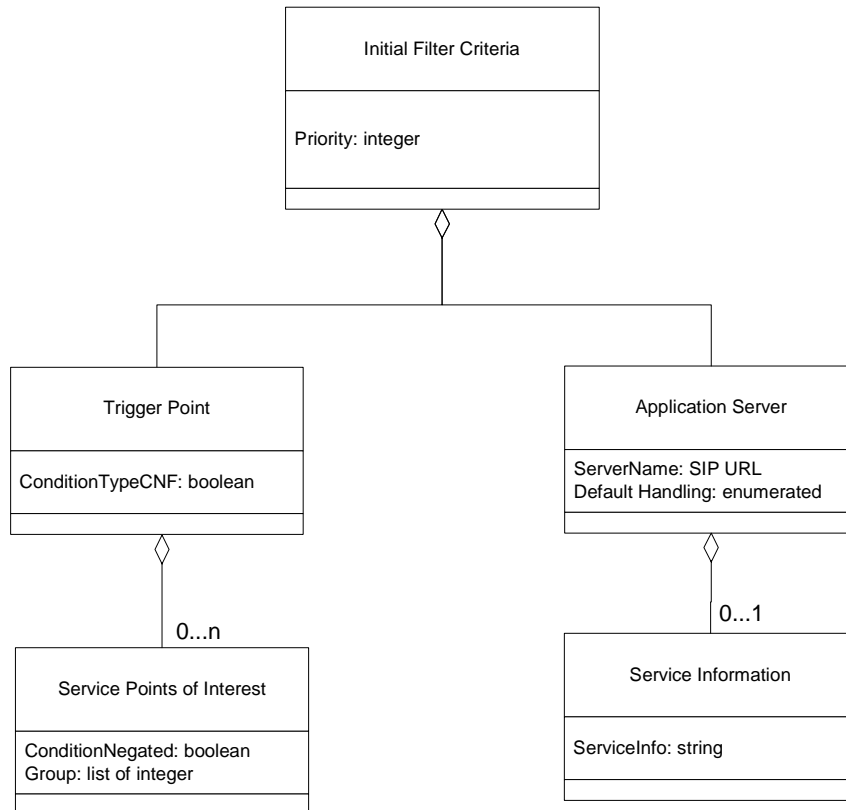 Initial Filter Criteria
Priority: integer
Trigger Point
ConditionTypeCNF: boolean
Application Server
ServerName: SIP URL
Default Handling: enumerated
0...n
0...1
Service Points of Interest
ConditionNegated: boolean
Group: list of integer
Service Information
ServiceInfo: string